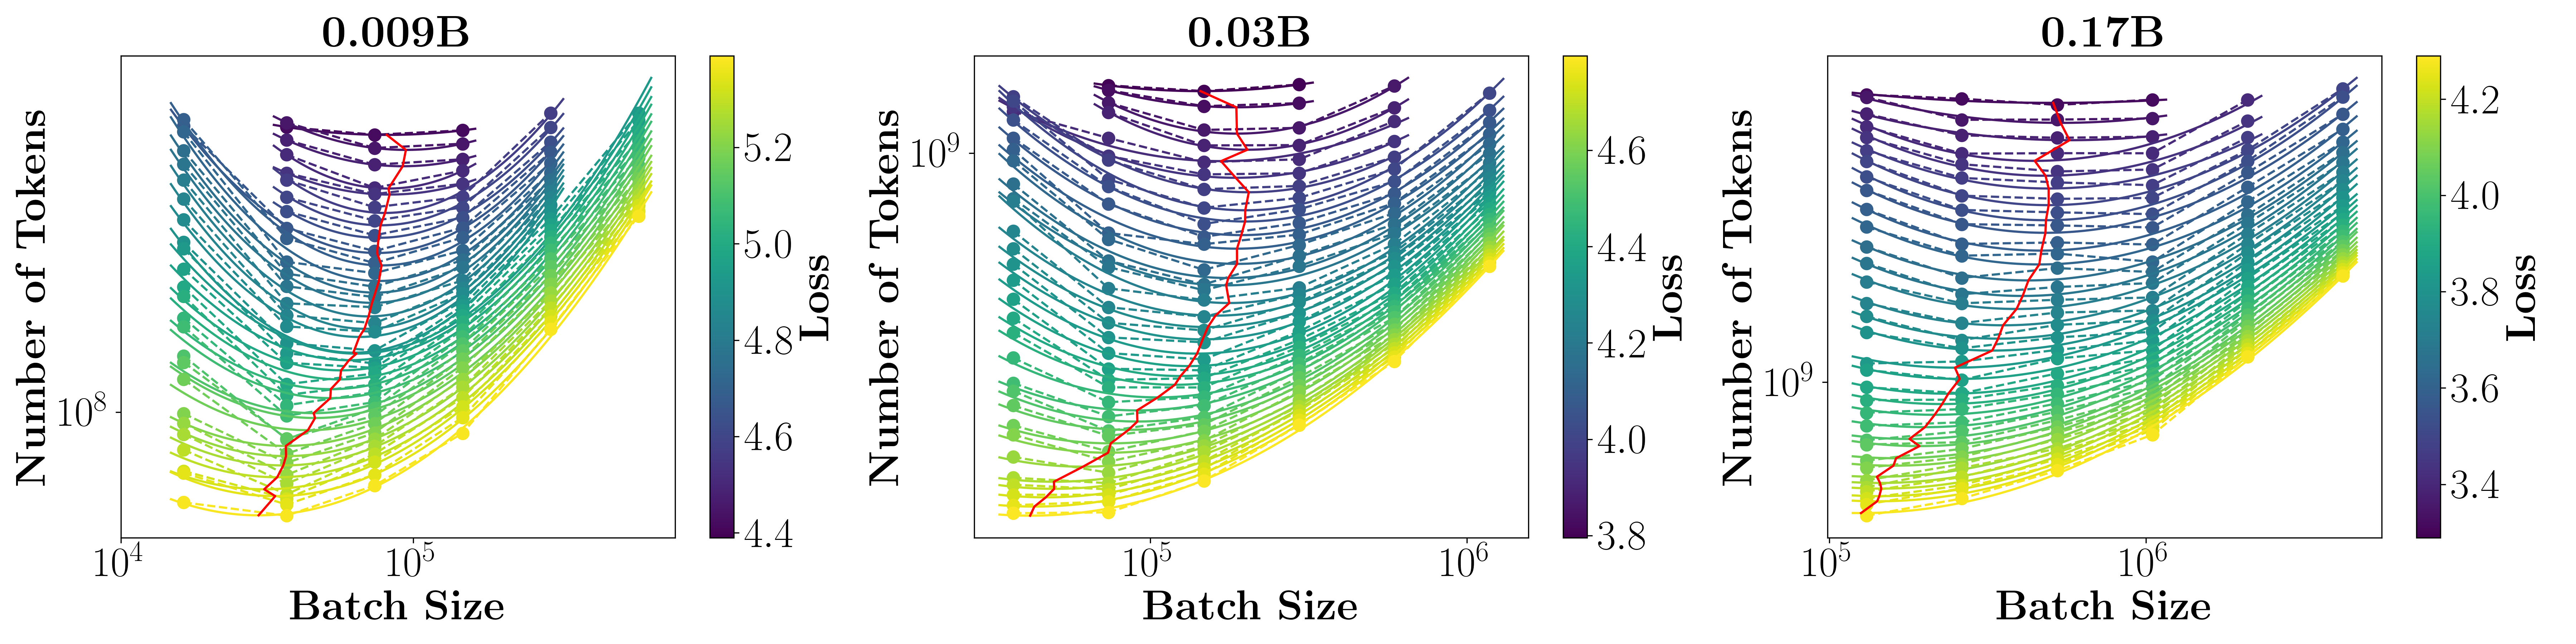 0.009B
Number of Tokens
10^8
10^4
10^5
Batch Size
5.2
5.0
4.8
4.6
4.4
Loss
0.03B
Number of Tokens
10^9
10^5
10^6
Batch Size
4.6
4.4
4.2
4.0
3.8
Loss
0.17B
Number of Tokens
10^9
10^5
10^6
Batch Size
4.2
4.0
3.8
3.6
3.4
Loss